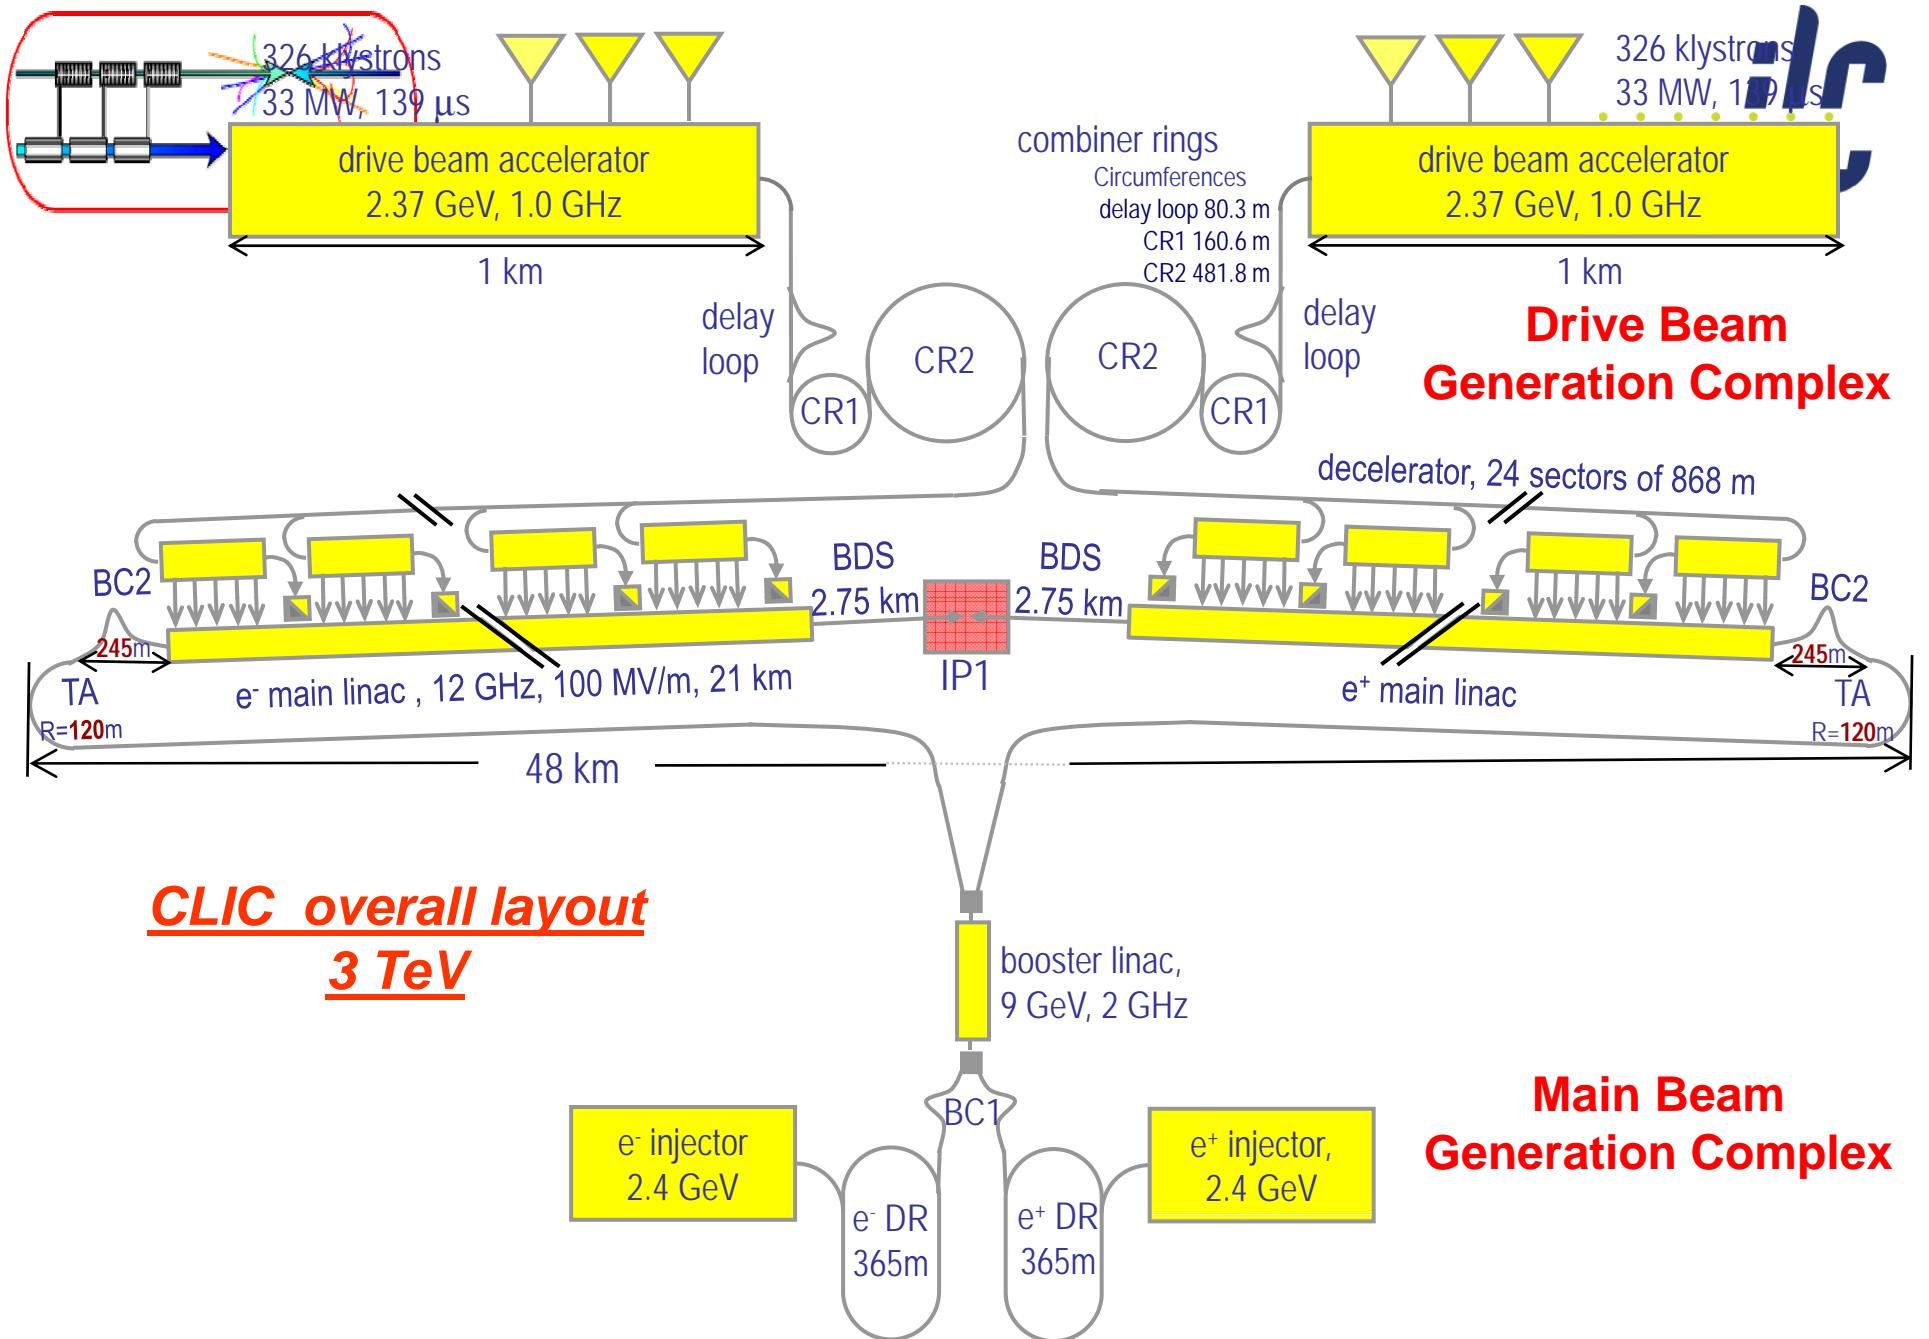 326 klystrons
33 MW, 139 μs
drive beam accelerator
2.37 GeV, 1.0 GHz
1 km
combiner rings
Circumferences
delay loop 80.3 m
CR1 160.6 m
CR2 481.8 m
326 klystrons
33 MW, 139 μs
ilc
drive beam accelerator
2.37 GeV, 1.0 GHz
1 km
delay
loop
CR1
CR2
CR2
CR1
delay
loop
Drive Beam
Generation Complex
decelerator, 24 sectors of 868 m
BC2
245m
TA
R=120m
BDS
2.75 km
IP1
BDS
2.75 km
BC2
245m
TA
R=120m
e⁻ main linac , 12 GHz, 100 MV/m, 21 km
e⁺ main linac
48 km
CLIC overall layout
3 TeV
booster linac,
9 GeV, 2 GHz
BC1
e⁻ injector
2.4 GeV
e⁻ DR
365m
e⁺ DR
365m
e⁺ injector,
2.4 GeV
Main Beam
Generation Complex